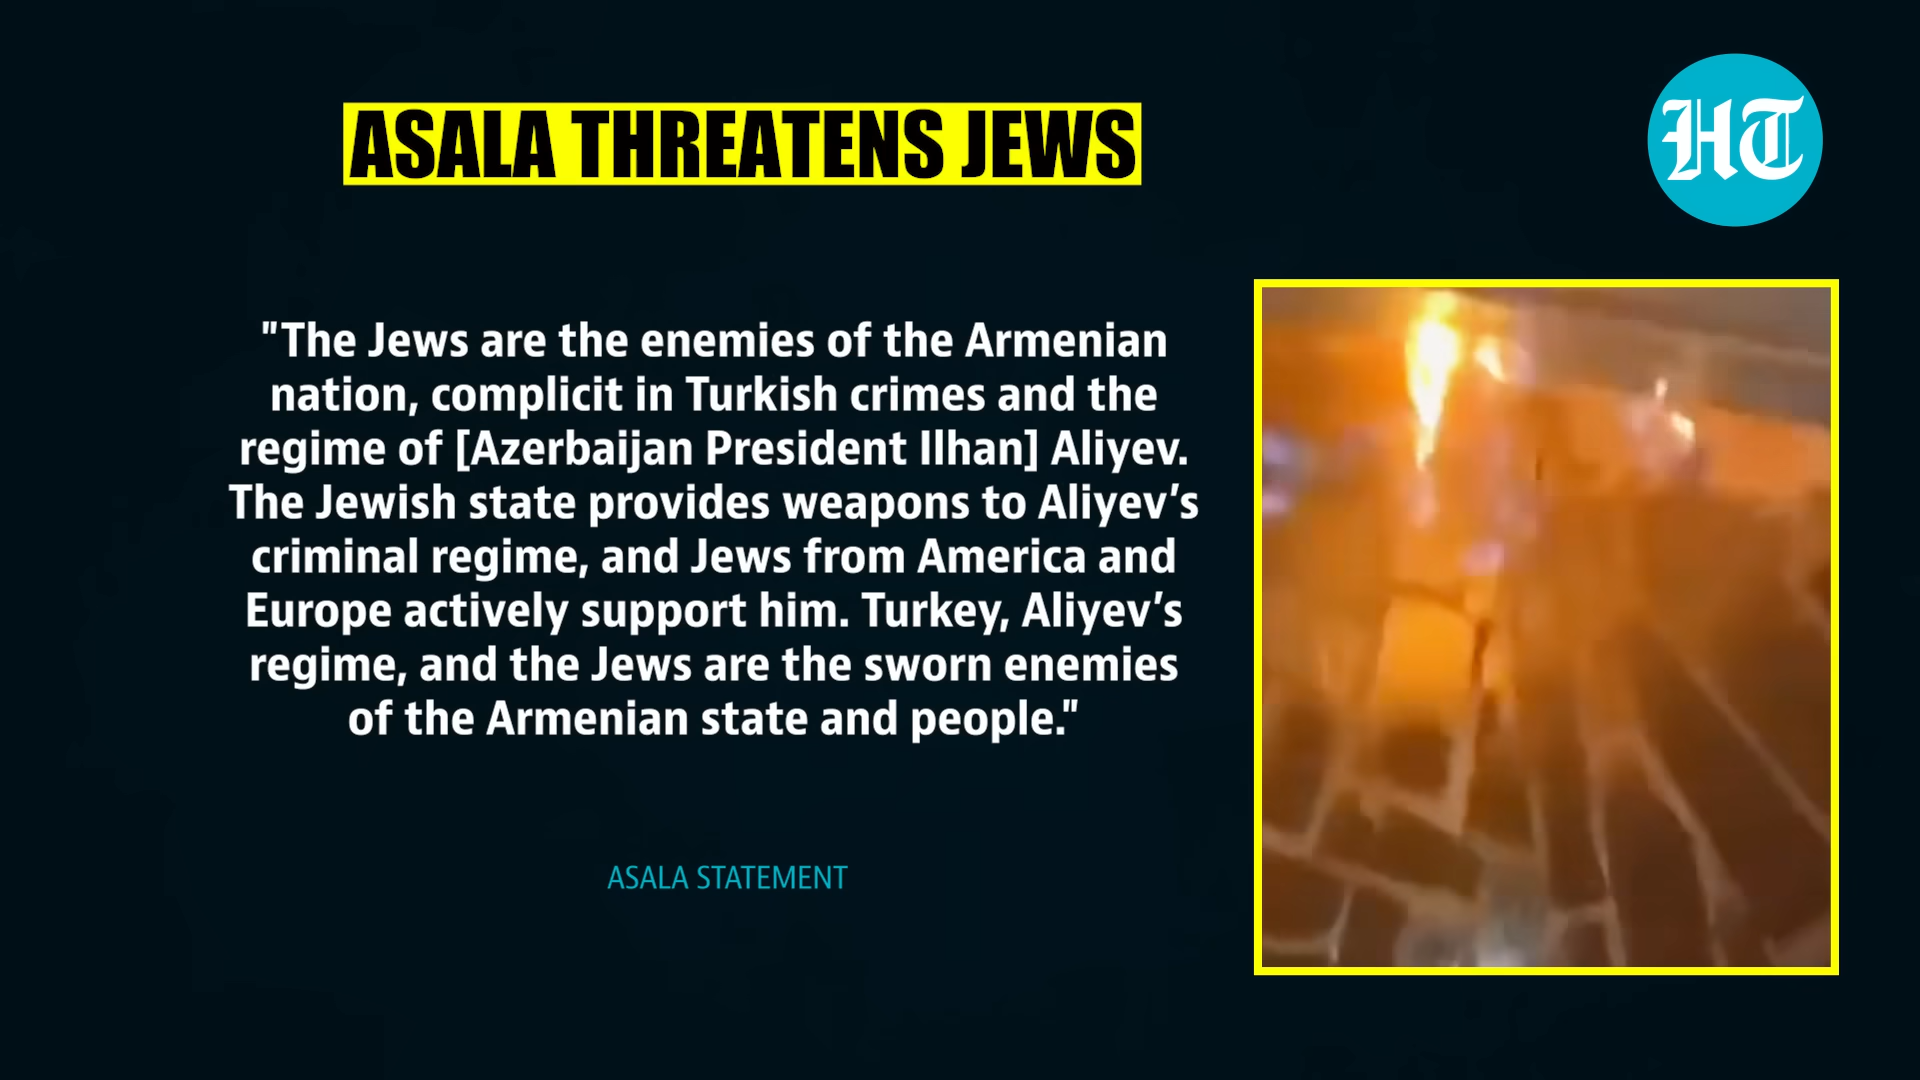 ASALA THREATENS JEWS
HT
"The Jews are the enemies of the Armenian
nation, complicit in Turkish crimes and the
regime of [Azerbaijan President Ilhan] Aliyev.
The Jewish state provides weapons to Aliyev’s
criminal regime, and Jews from America and
Europe actively support him. Turkey, Aliyev’s
regime, and the Jews are the sworn enemies
of the Armenian state and people."
ASALA STATEMENT